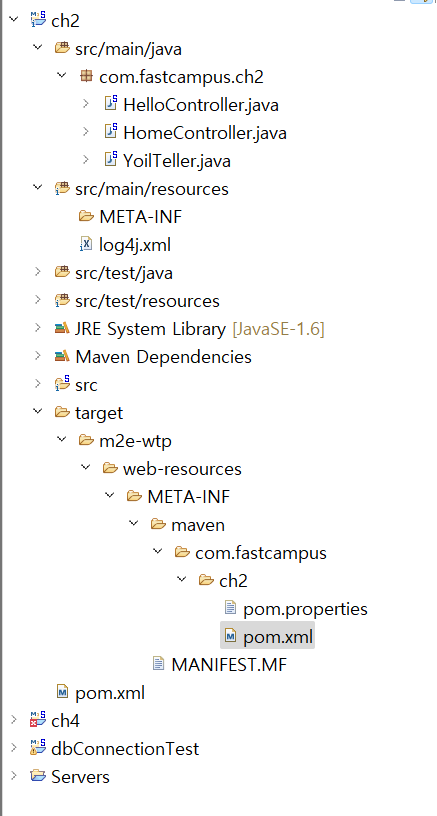 ch2
src/main/java
com.fastcampus.ch2
HelloController.java
HomeController.java
YoilTeller.java
src/main/resources
META-INF
log4j.xml
src/test/java
src/test/resources
JRE System Library [JavaSE-1.6]
Maven Dependencies
src
target
m2e-wtp
web-resources
META-INF
maven
com.fastcampus
ch2
pom.properties
pom.xml
MANIFEST.MF
pom.xml
ch4
dbConnectionTest
Servers